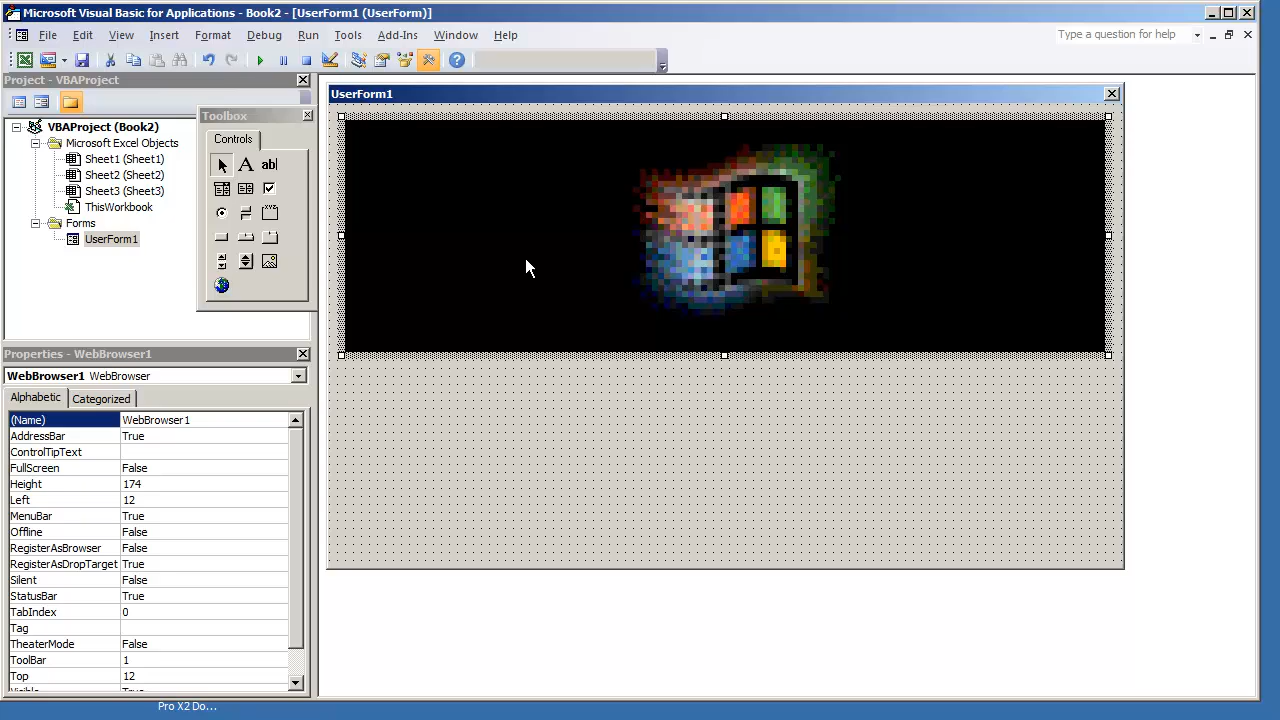 Microsoft Visual Basic for Applications - Book2 - [UserForm1 (UserForm)]
File Edit View Insert Format Debug Run Tools Add-Ins Window Help
Type a question for help
Project - VBAProject
VBAProject (Book2)
Microsoft Excel Objects
Sheet1 (Sheet1)
Sheet2 (Sheet2)
Sheet3 (Sheet3)
ThisWorkbook
Forms
UserForm1
Toolbox
Controls
A ab
UserForm1
Properties - WebBrowser1
WebBrowser1 WebBrowser
Alphabetic Categorized
(Name) WebBrowser1
AddressBar True
ControlTipText
FullScreen False
Height 174
Left 12
MenuBar True
Offline False
RegisterAsBrowser False
RegisterAsDropTarget True
Silent False
StatusBar True
TabIndex 0
Tag
TheaterMode False
ToolBar 1
Top 12
Visible True
Pro X2 Do...